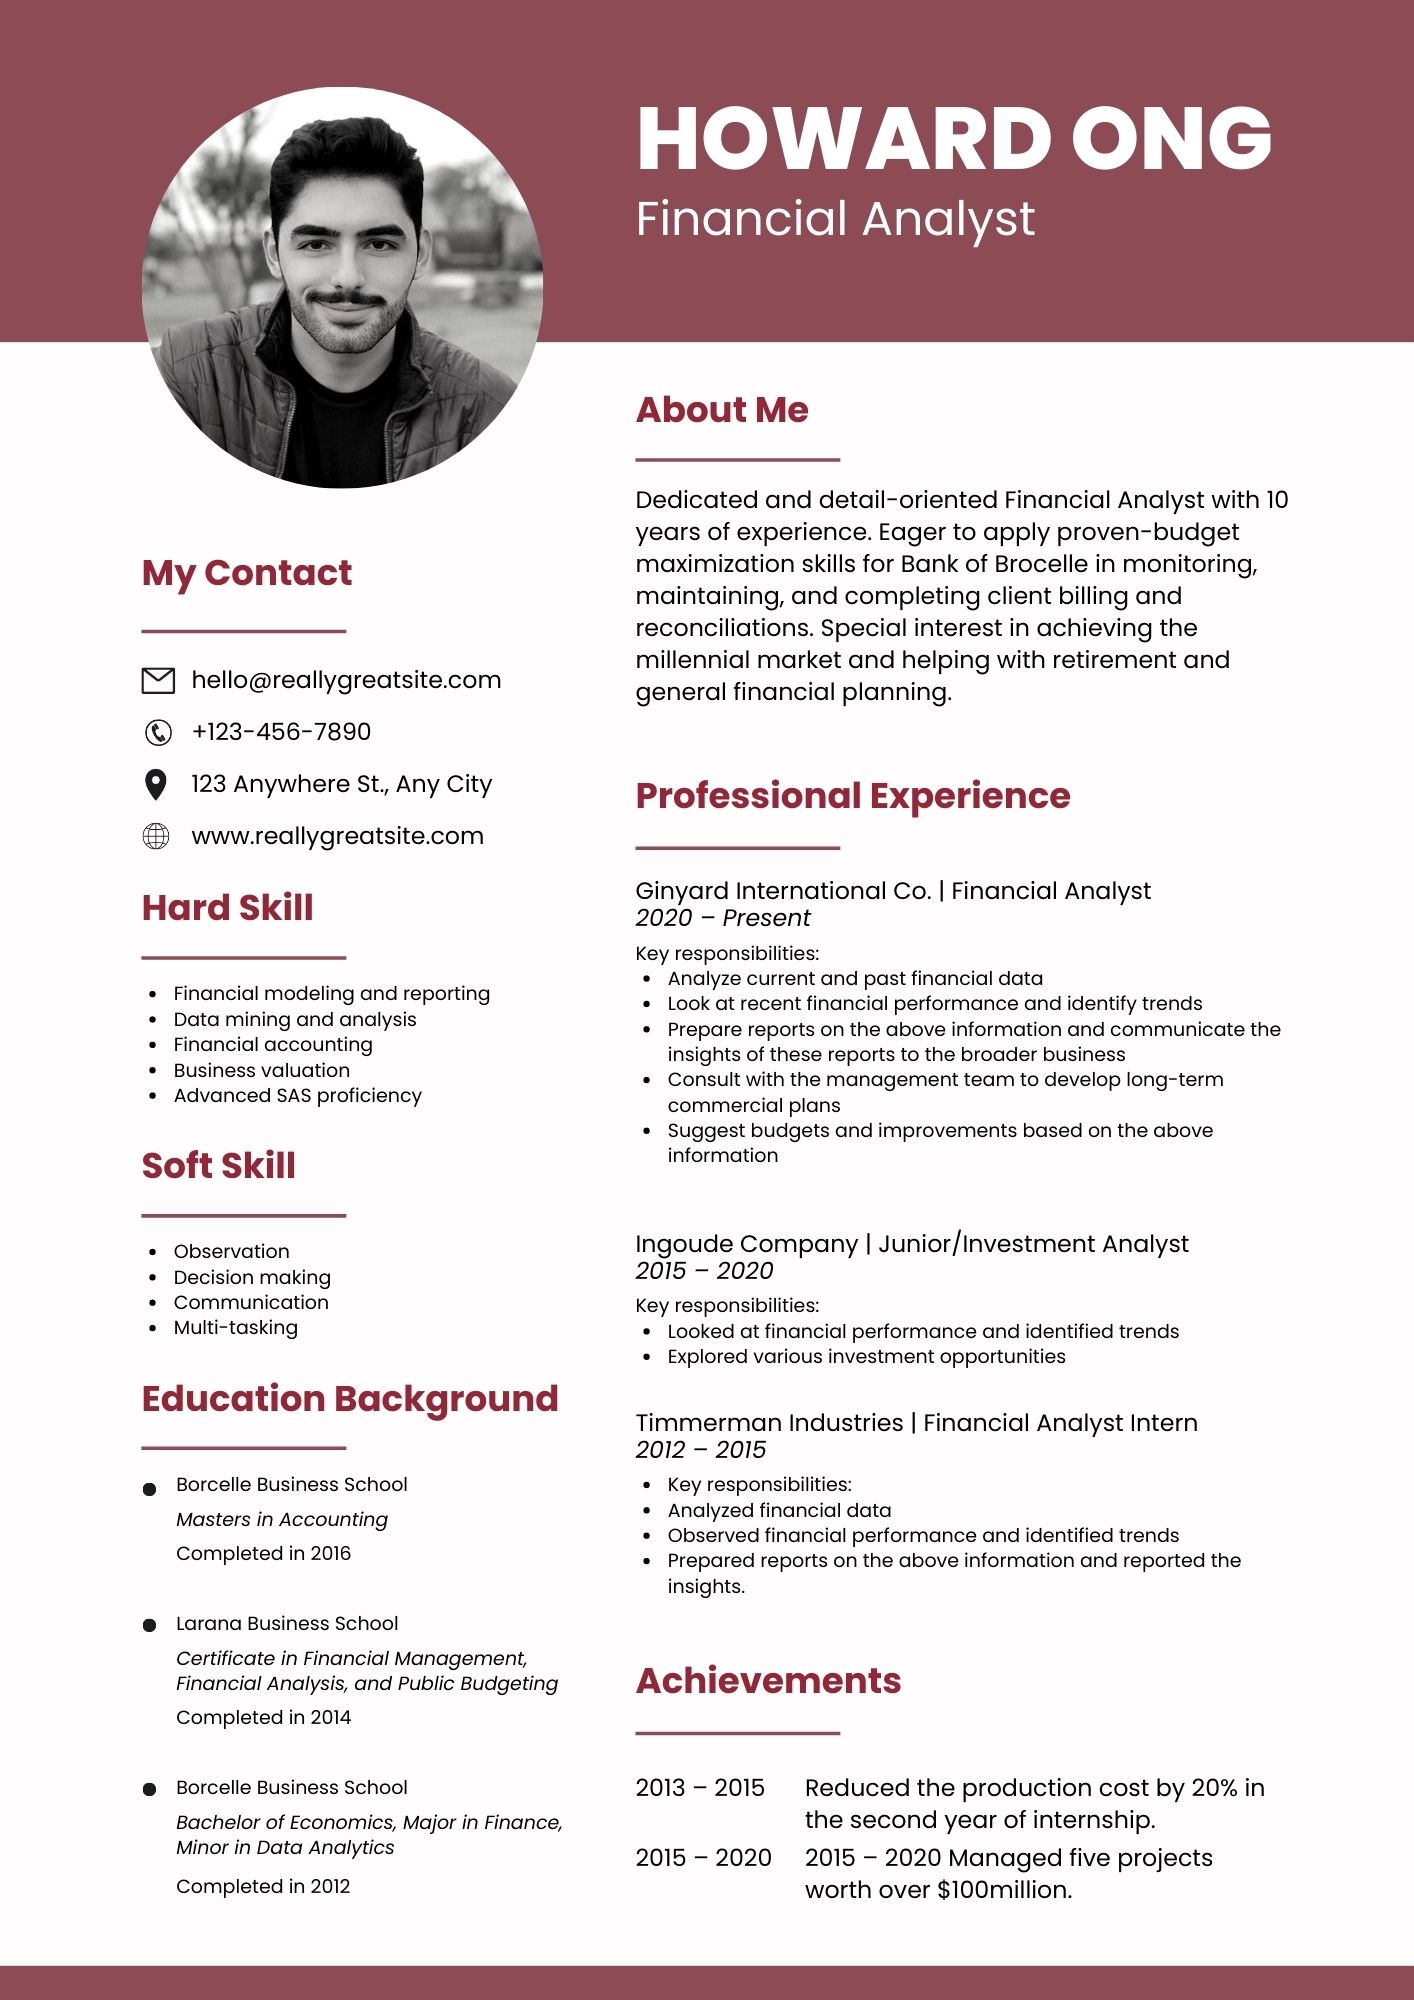 HOWARD ONG
Financial Analyst
My Contact
hello@reallygreatsite.com
+123-456-7890
123 Anywhere St., Any City
www.reallygreatsite.com
Hard Skill
• Financial modeling and reporting
• Data mining and analysis
• Financial accounting
• Business valuation
• Advanced SAS proficiency
Soft Skill
• Observation
• Decision making
• Communication
• Multi-tasking
Education Background
• Borcelle Business School
Masters in Accounting
Completed in 2016
• Larana Business School
Certificate in Financial Management,
Financial Analysis, and Public Budgeting
Completed in 2014
• Borcelle Business School
Bachelor of Economics, Major in Finance,
Minor in Data Analytics
Completed in 2012
About Me
Dedicated and detail-oriented Financial Analyst with 10
years of experience. Eager to apply proven-budget
maximization skills for Bank of Brocelle in monitoring,
maintaining, and completing client billing and
reconciliations. Special interest in achieving the
millennial market and helping with retirement and
general financial planning.
Professional Experience
Ginyard International Co. | Financial Analyst
2020 – Present
Key responsibilities:
• Analyze current and past financial data
• Look at recent financial performance and identify trends
• Prepare reports on the above information and communicate the
insights of these reports to the broader business
• Consult with the management team to develop long-term
commercial plans
• Suggest budgets and improvements based on the above
information
Ingoude Company | Junior/Investment Analyst
2015 – 2020
Key responsibilities:
• Looked at financial performance and identified trends
• Explored various investment opportunities
Timmerman Industries | Financial Analyst Intern
2012 – 2015
• Key responsibilities:
• Analyzed financial data
• Observed financial performance and identified trends
• Prepared reports on the above information and reported the
insights.
Achievements
2013 – 2015 Reduced the production cost by 20% in
the second year of internship.
2015 – 2020 2015 – 2020 Managed five projects
worth over $100million.